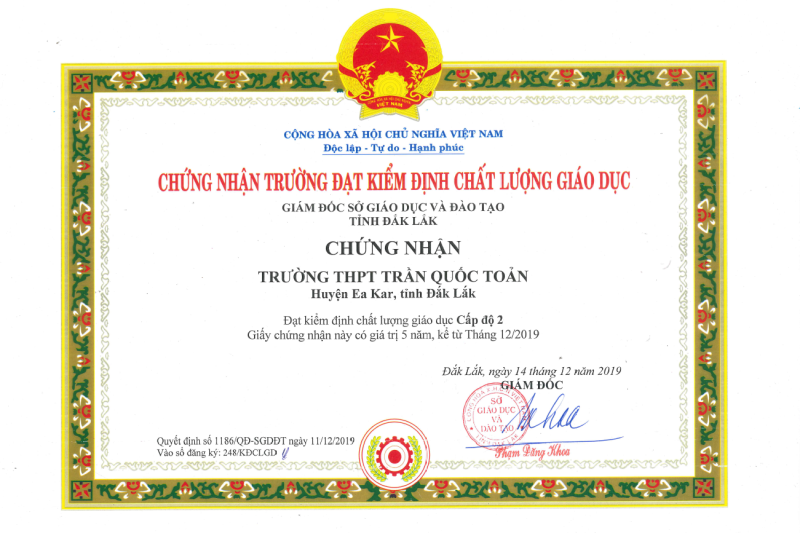 VIỆT NAM
CỘNG HÒA XÃ HỘI CHỦ NGHĨA VIỆT NAM
Độc lập - Tự do - Hạnh phúc
CHỨNG NHẬN TRƯỜNG ĐẠT KIỂM ĐỊNH CHẤT LƯỢNG GIÁO DỤC
GIÁM ĐỐC SỞ GIÁO DỤC VÀ ĐÀO TẠO
TỈNH ĐẮK LẮK
CHỨNG NHẬN
TRƯỜNG THPT TRẦN QUỐC TOẢN
Huyện Ea Kar, tỉnh Đắk Lắk
Đạt kiểm định chất lượng giáo dục Cấp độ 2
Giấy chứng nhận này có giá trị 5 năm, kể từ Tháng 12/2019
Đắk Lắk, ngày 14 tháng 12 năm 2019
GIÁM ĐỐC
SỞ
GIÁO DỤC
VÀ
ĐÀO TẠO
Phạm Đăng Khoa
Quyết định số 1186/QĐ-SGDĐT ngày 11/12/2019
Vào sổ đăng ký: 248/KĐCLGD